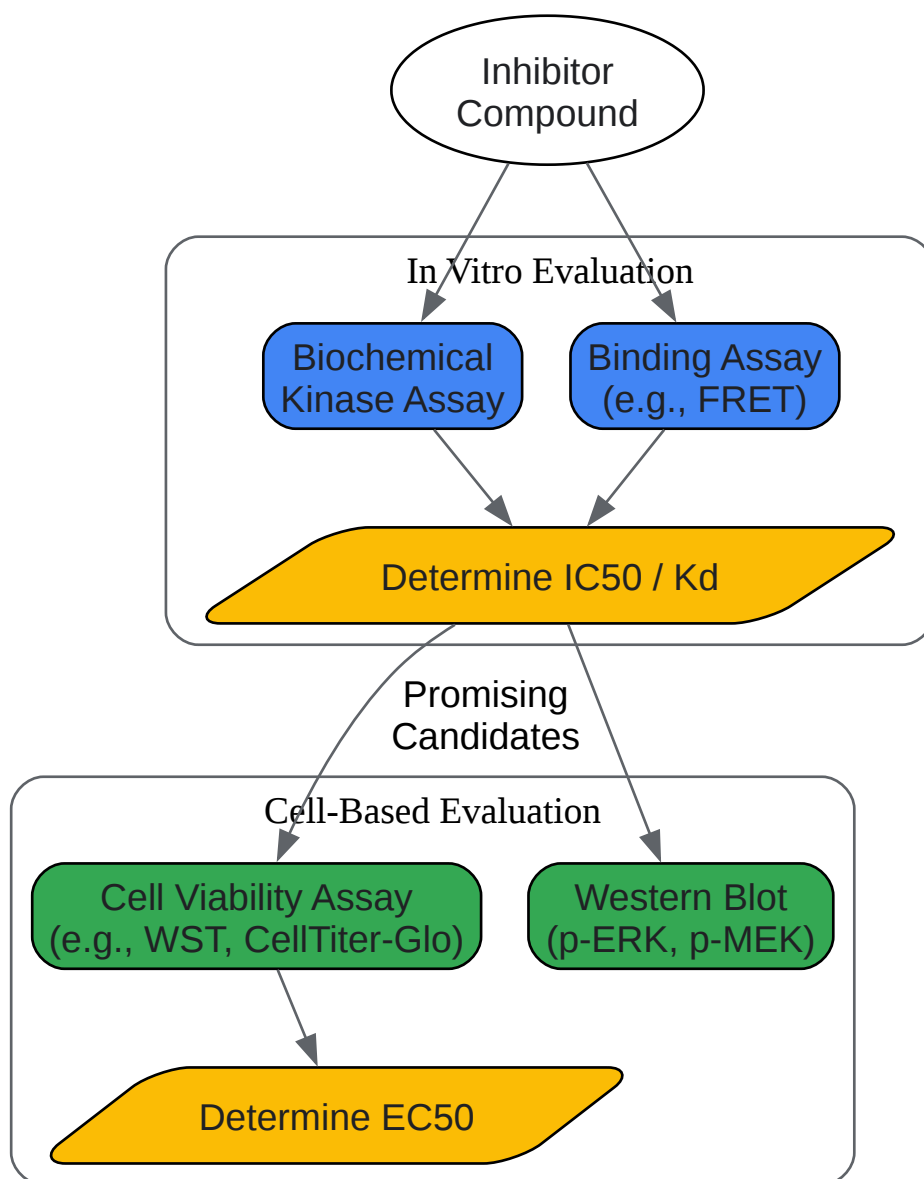 Inhibitor
Compound
In Vitro Evaluation
Biochemical
Kinase Assay
Binding Assay
(e.g., FRET)
Determine IC50 / Kd
Promising
Candidates
Cell-Based Evaluation
Cell Viability Assay
(e.g., WST, CellTiter-Glo)
Western Blot
(p-ERK, p-MEK)
Determine EC50